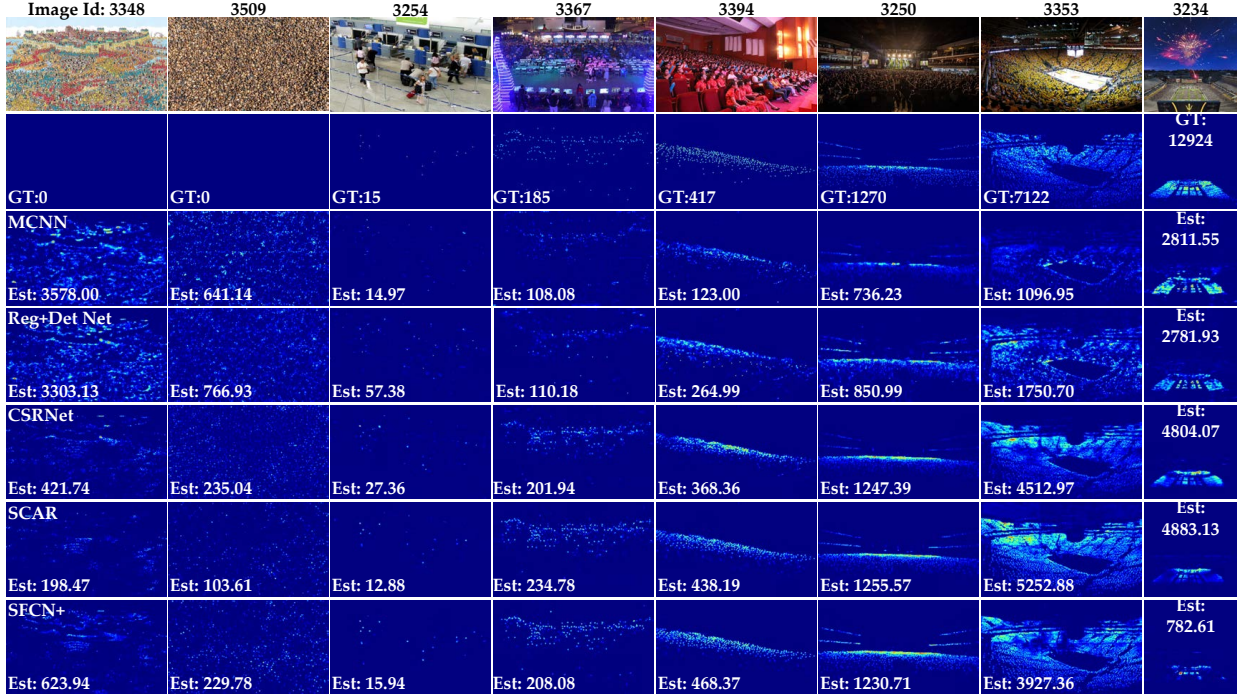 Image Id: 3348 3509 3254 3367 3394 3250 3353 3234
GT:0 GT:0 GT:15 GT:185 GT:417 GT:1270 GT:7122 GT:
12924
MCNN Est:
2811.55
Est: 3578.00 Est: 641.14 Est: 14.97 Est: 108.08 Est: 123.00 Est: 736.23 Est: 1096.95
Reg+Det Net Est:
2781.93
Est: 3303.13 Est: 766.93 Est: 57.38 Est: 110.18 Est: 264.99 Est: 850.99 Est: 1750.70
CSRNet Est:
4804.07
Est: 421.74 Est: 235.04 Est: 27.36 Est: 201.94 Est: 368.36 Est: 1247.39 Est: 4512.97
SCAR Est:
4883.13
Est: 198.47 Est: 103.61 Est: 12.88 Est: 234.78 Est: 438.19 Est: 1255.57 Est: 5252.88
SFCN+ Est:
782.61
Est: 623.94 Est: 229.78 Est: 15.94 Est: 208.08 Est: 468.37 Est: 1230.71 Est: 3927.36